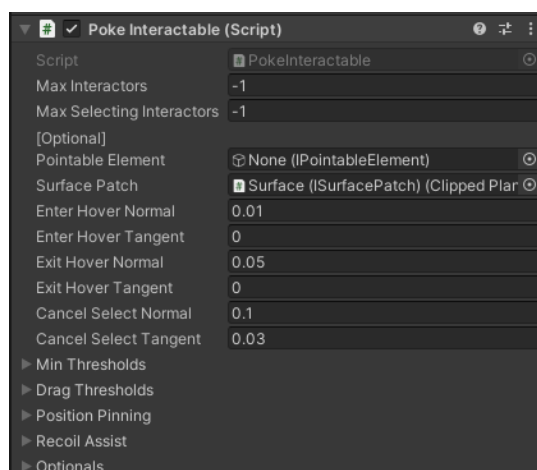 # Poke Interactable (Script)
Script # PokeInteractable
Max Interactors -1
Max Selecting Interactors -1
[Optional]
Pointable Element None (IPointableElement)
Surface Patch # Surface (ISurfacePatch) (Clipped Plan
Enter Hover Normal 0.01
Enter Hover Tangent 0
Exit Hover Normal 0.05
Exit Hover Tangent 0
Cancel Select Normal 0.1
Cancel Select Tangent 0.03
Min Thresholds
Drag Thresholds
Position Pinning
Recoil Assist
Optionals